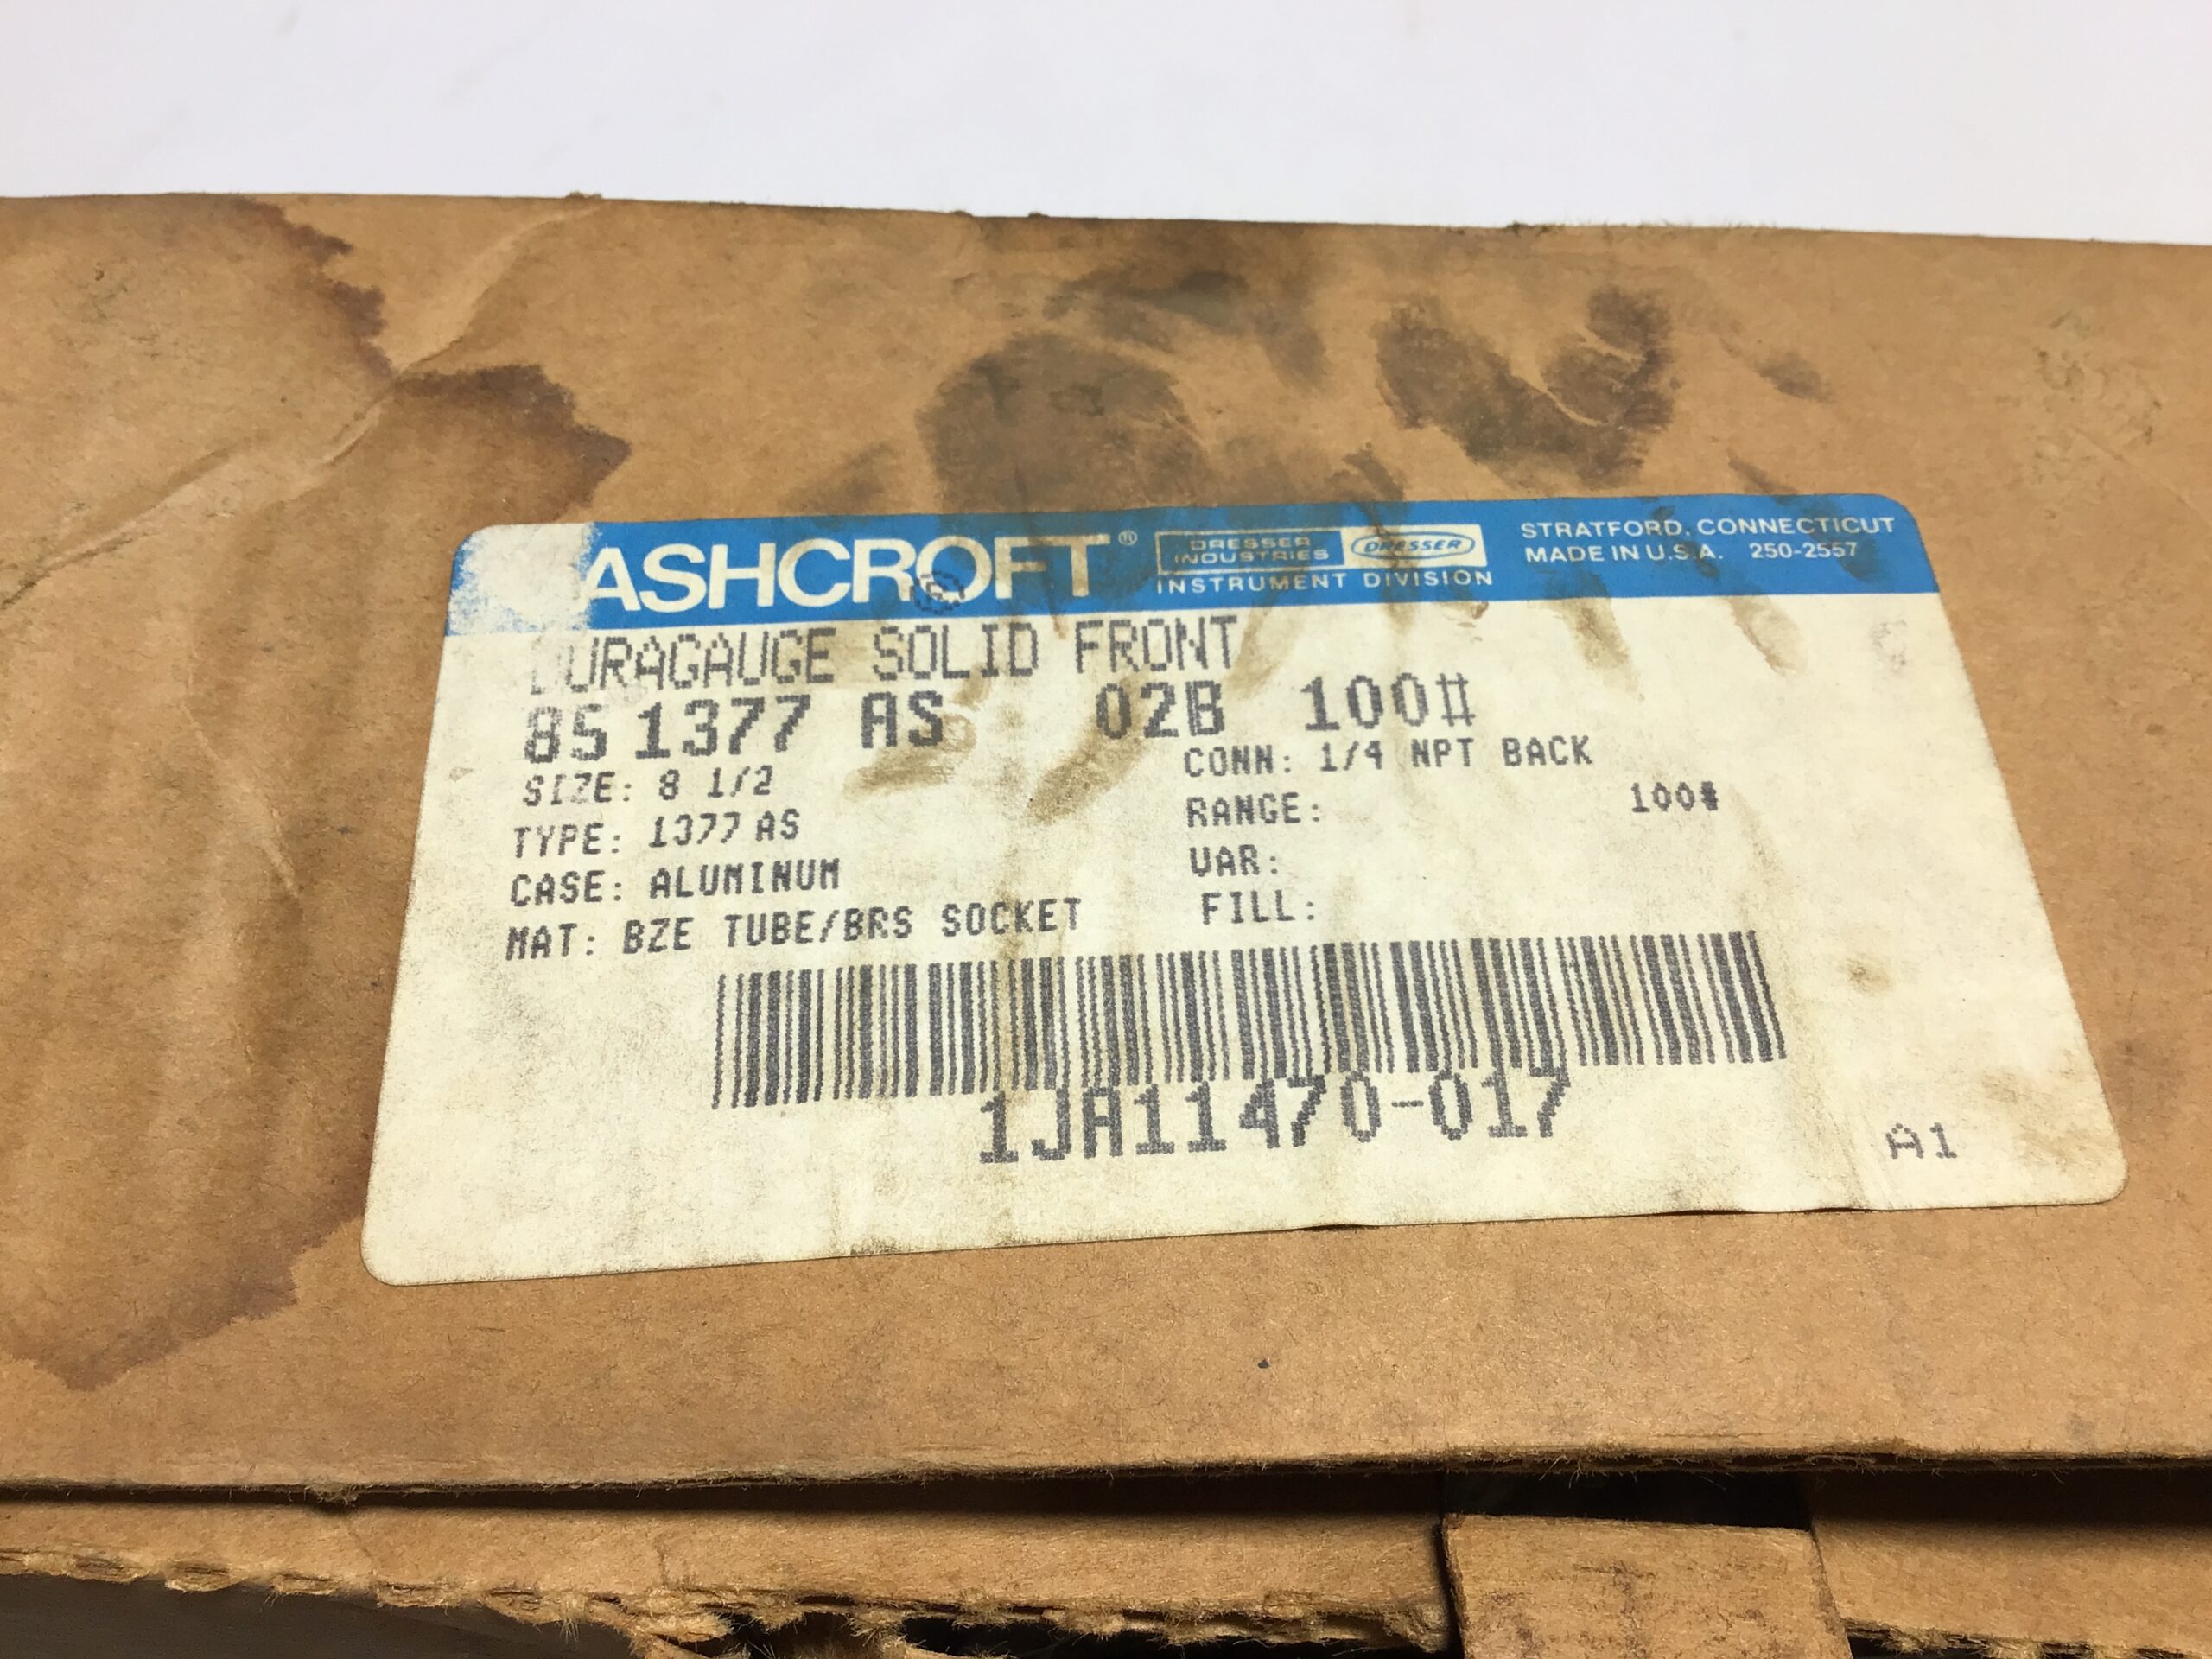 ASHCROFT® DRESSER INDUSTRIES DRESSER INSTRUMENT DIVISION
STRATFORD, CONNECTICUT
MADE IN U.S.A. 250-2557
DURAGAUGE SOLID FRONT
85 1377 AS 02B 100#
SIZE: 8 1/2
CONN: 1/4 NPT BACK
TYPE: 1377 AS
RANGE: 100#
CASE: ALUMINUM
VAR:
MAT: BZE TUBE/BRS SOCKET
FILL:
1JA11470-017
A1